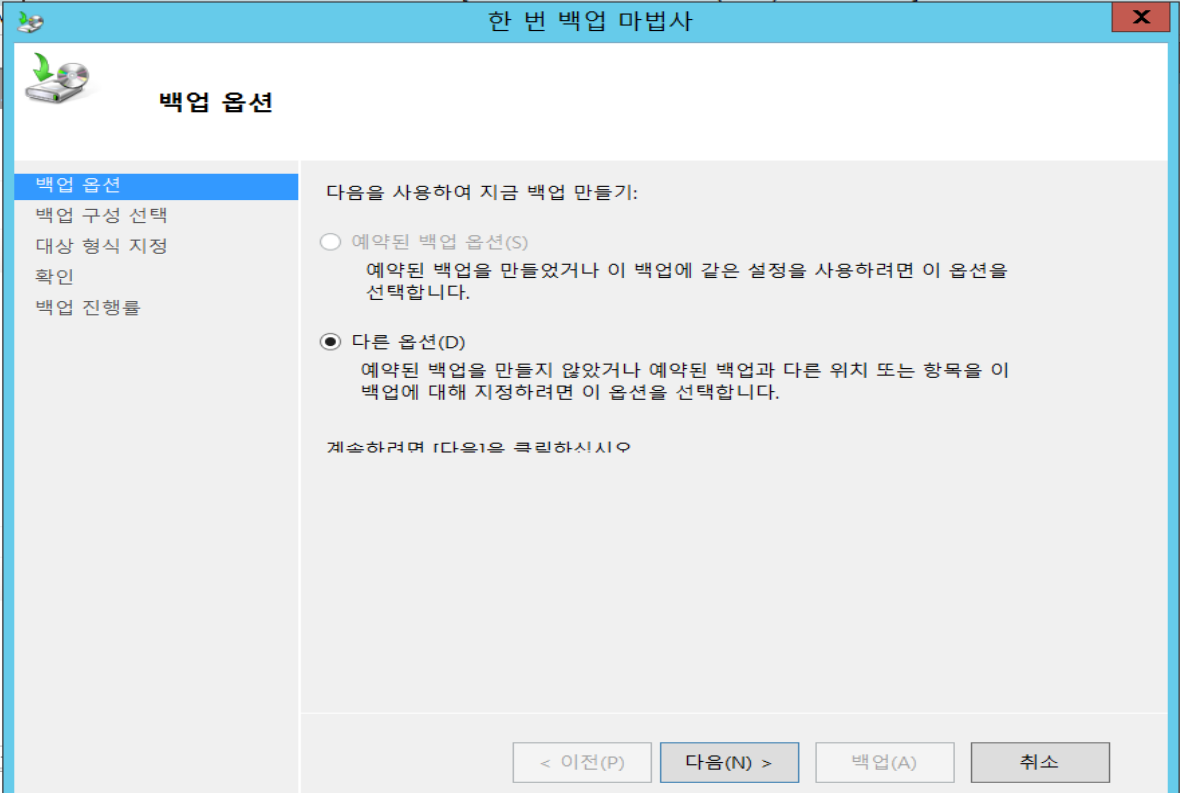 한 번 백업 마법사
백업 옵션
백업 옵션
백업 구성 선택
대상 형식 지정
확인
백업 진행률
다음을 사용하여 지금 백업 만들기:
예약된 백업 옵션(S)
예약된 백업을 만들었거나 이 백업에 같은 설정을 사용하려면 이 옵션을
선택합니다.
다른 옵션(D)
예약된 백업을 만들지 않았거나 예약된 백업과 다른 위치 또는 항목을 이
백업에 대해 지정하려면 이 옵션을 선택합니다.
계속하려면 [다음]을 클릭하십시오
< 이전(P)
다음(N) >
백업(A)
취소